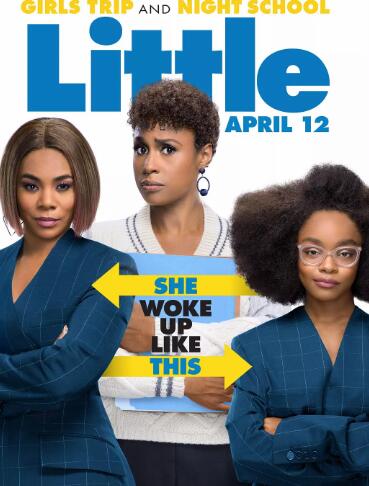 GIRLS TRIP AND NIGHT SCHOOL
Little
APRIL 12
SHE
WOKE
UP
LIKE
THIS